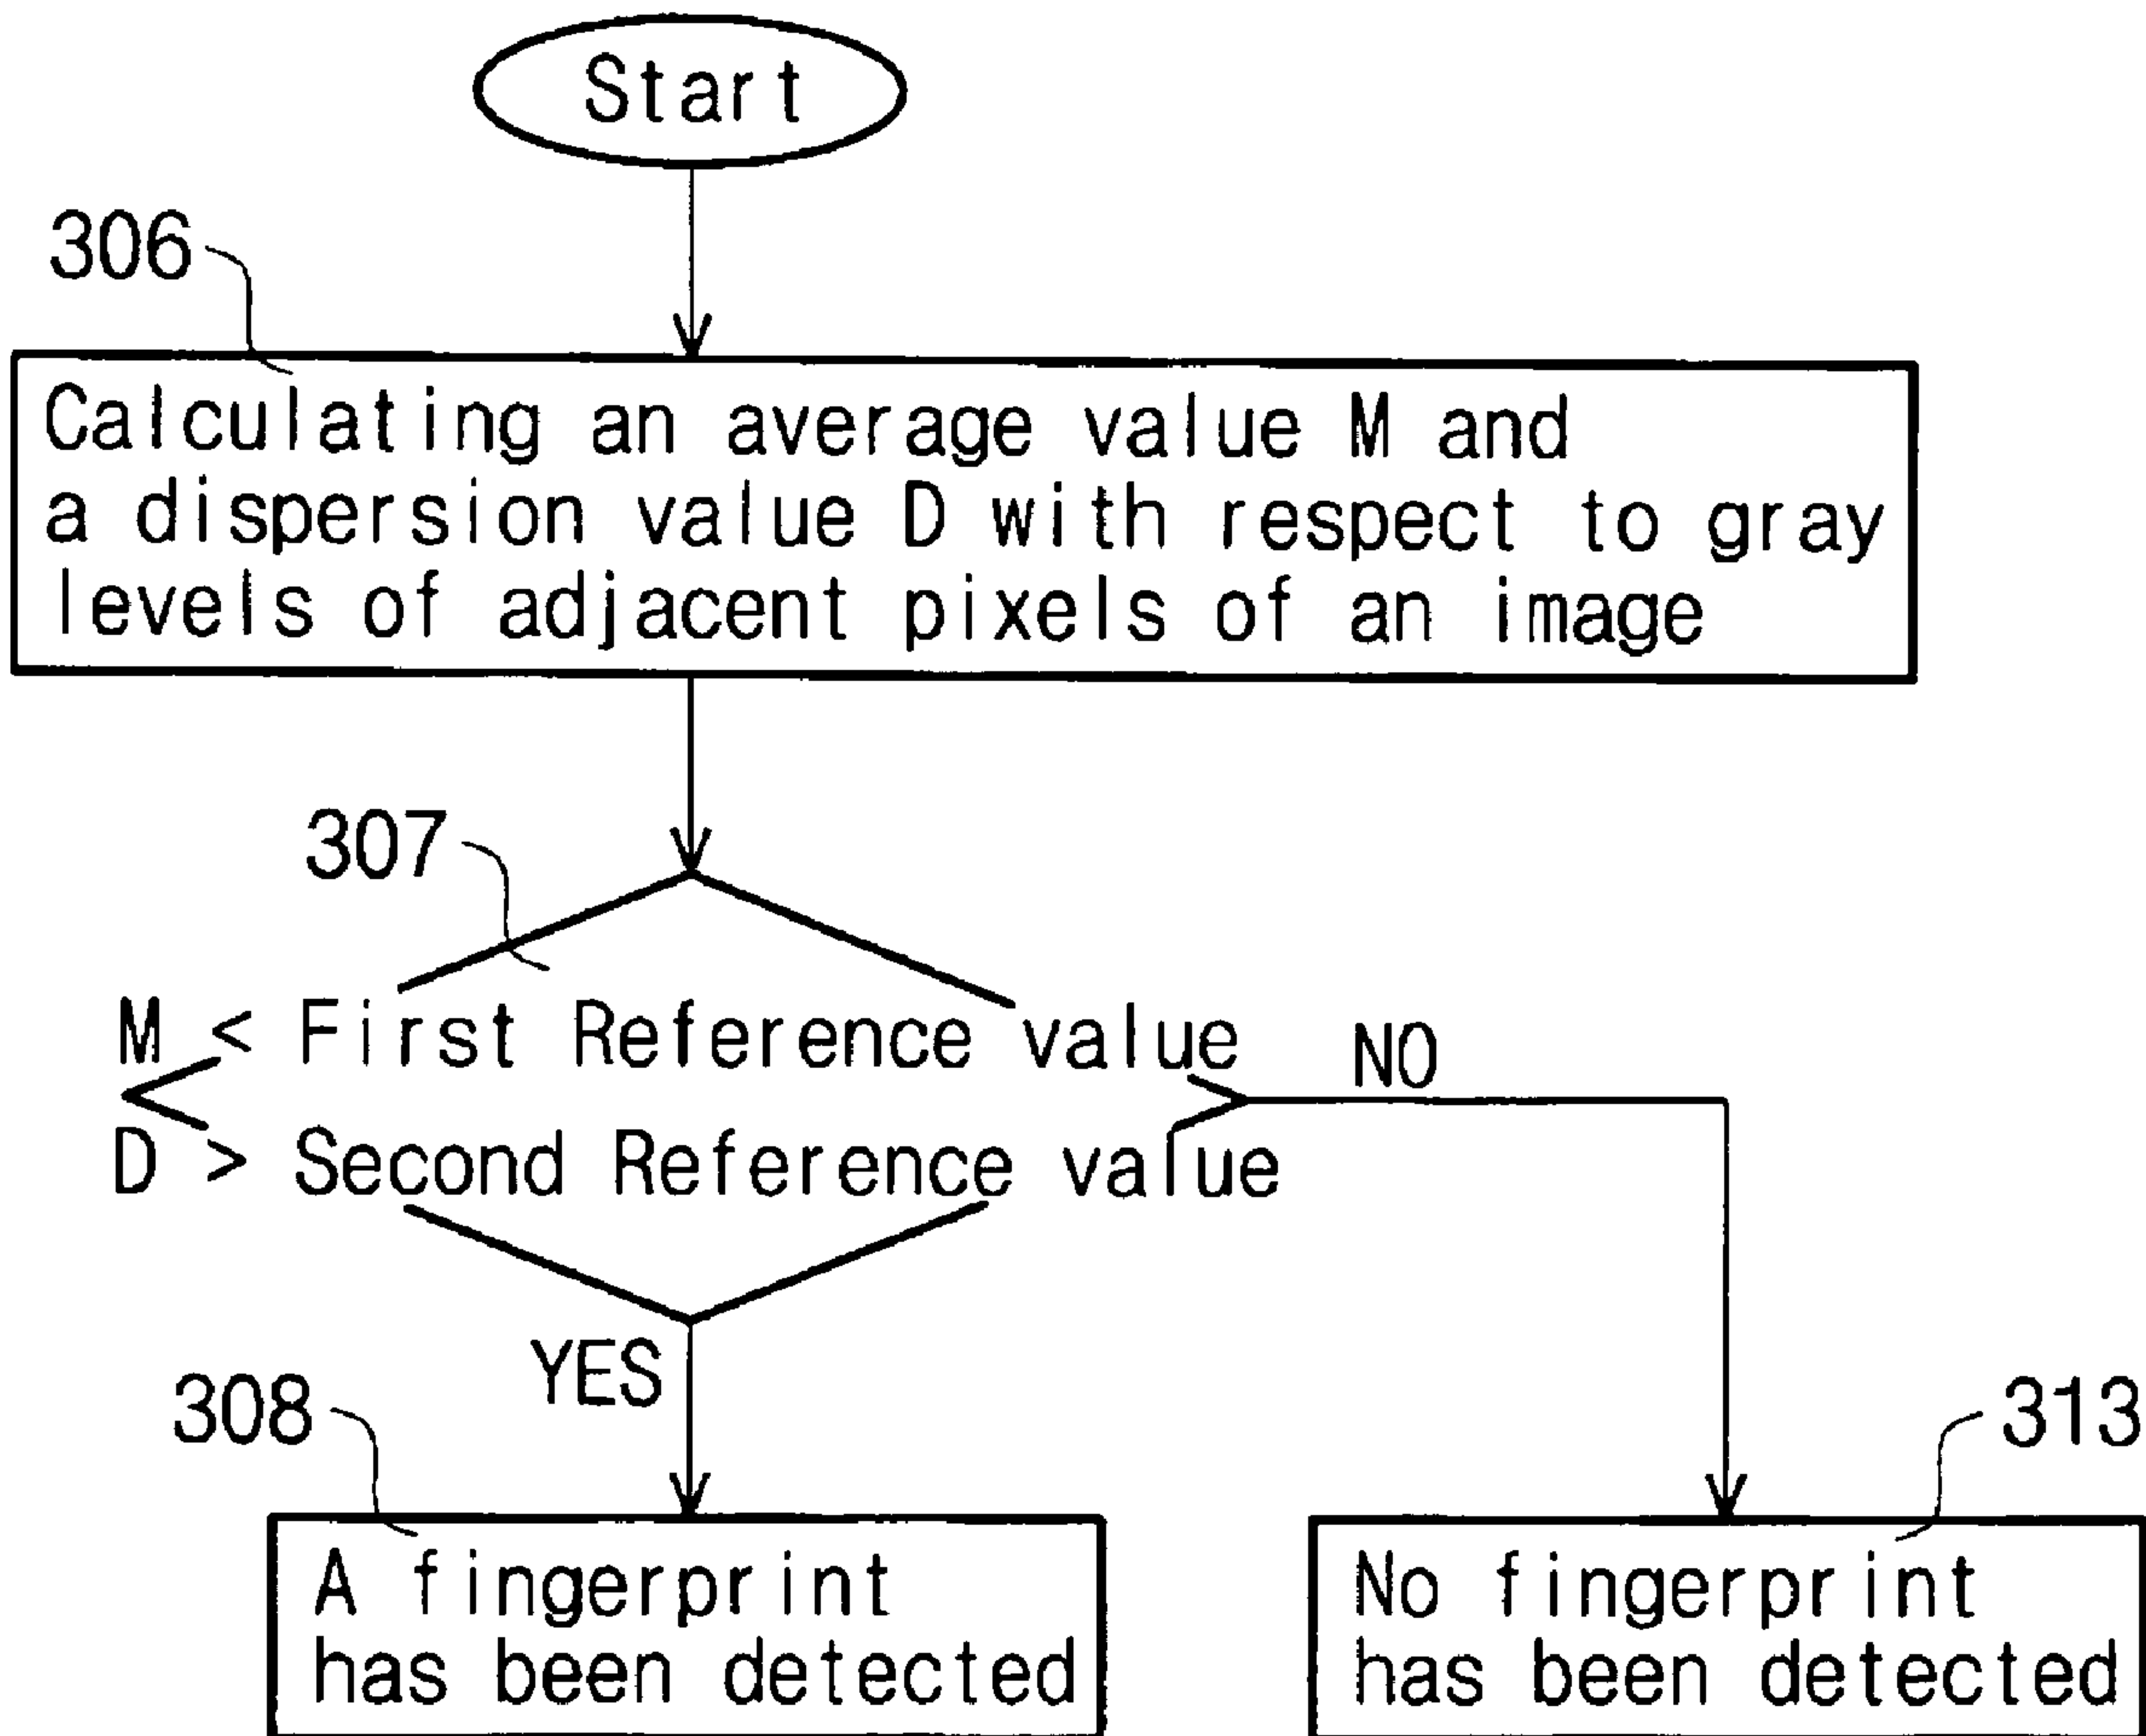 Start
306
Calculating an average value M and
a dispersion value D with respect to gray
levels of adjacent pixels of an image
307
M < First Reference value
NO
D > Second Reference value
YES
308
313
A fingerprint
has been detected
No fingerprint
has been detected